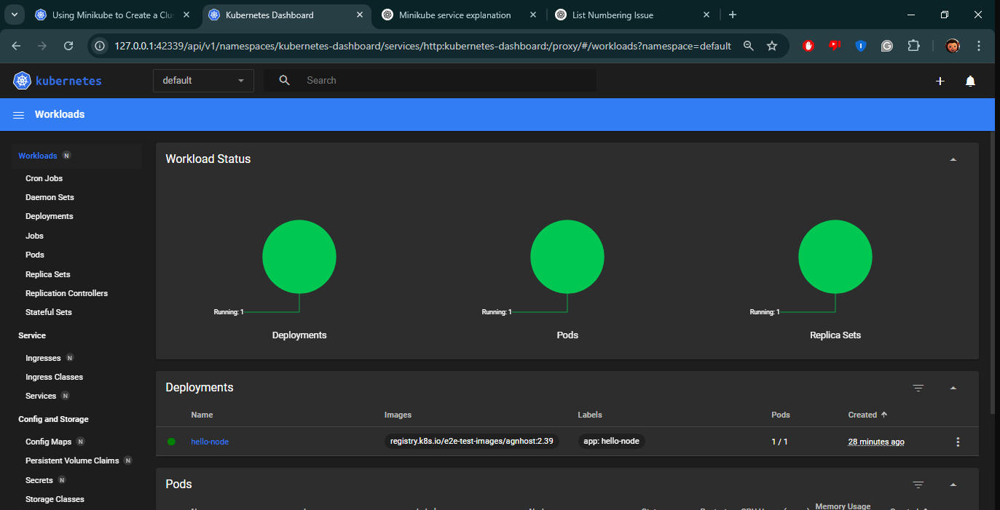 Using Minikube to Create a Clu
Kubernetes Dashboard
Minikube service explanation
List Numbering Issue
127.0.0.1:42339/api/v1/namespaces/kubernetes-dashboard/services/http:kubernetes-dashboard:/proxy/#/workloads?namespace=default
kubernetes
default
Search
Workloads
Workloads N
Cron Jobs
Daemon Sets
Deployments
Jobs
Pods
Replica Sets
Replication Controllers
Stateful Sets
Service
Ingresses N
Ingress Classes
Services N
Config and Storage
Config Maps N
Persistent Volume Claims N
Secrets N
Storage Classes
Workload Status
Running: 1
Deployments
Running: 1
Pods
Running: 1
Replica Sets
Deployments
Name Images Labels Pods Created
hello-node registry.k8s.io/e2e-test-images/agnhost:2.39 app: hello-node 1 / 1 28 minutes ago
Pods
Memory Usage